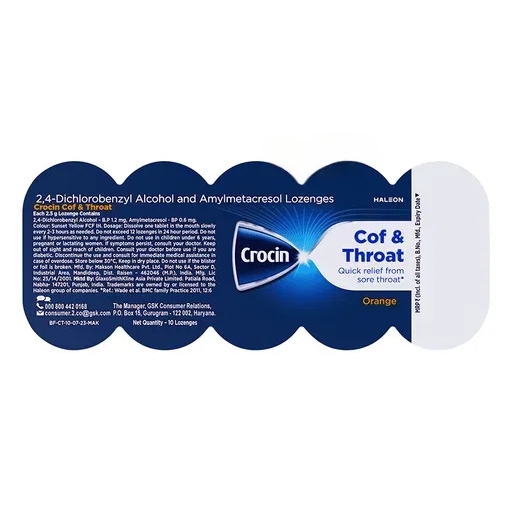 2,4-Dichlorobenzyl Alcohol and Amylmetacresol Lozenges
Crocin Cof & Throat
Each 2.5 g Lozenge Contains
2,4-Dichlorobenzyl Alcohol - B.P 1.2 mg, Amylmetacresol - BP 0.6 mg.
Colour: Sunset Yellow FCF IH. Dosage: Dissolve one tablet in the mouth slowly
every 2-3 hours as needed. Do not exceed 12 lozenges in 24 hour period. Do not
use if hypersensitive to any ingredient. Do not use in children under 6 years,
pregnant or lactating women. If symptoms persist, consult your doctor. Keep
out of sight and reach of children. Consult your doctor before use if you are
diabetic. Discontinue the use and consult for immediate medical assistance in
case of overdose. Store below 30°C. Keep in dry place. Do not use if the blister
or foil is broken. Mfd. by: Halkson Healthcare Pvt. Ltd., Plot No 6A, Sector D,
Industrial Area, Mandideep, Dist. Raisen - 462046 (M.P.), India. Mfg. Lic
No: 25/14/2001. Mktd by: GlaxoSmithKline Asia Private Limited. Patiala Road,
Nabha- 147201, Punjab, India. Trademarks are owned by or licensed to the
Haleon group of companies. *Ref.: Wade et al. BMC family Practice 2011, 12:6
000 800 442 0168
consumer.2.co@gsk.com
The Manager, GSK Consumer Relations,
P.O. Box 15, Gurugram - 122 002, Haryana.
BF-CT-10-07-23-MAK
Net Quantity - 10 Lozenges
Crocin
HALEON
Cof &
Throat
Quick relief from
sore throat*
Orange
MRP ₹ (Incl. of all taxes), B.No., Mfd. Expiry Date